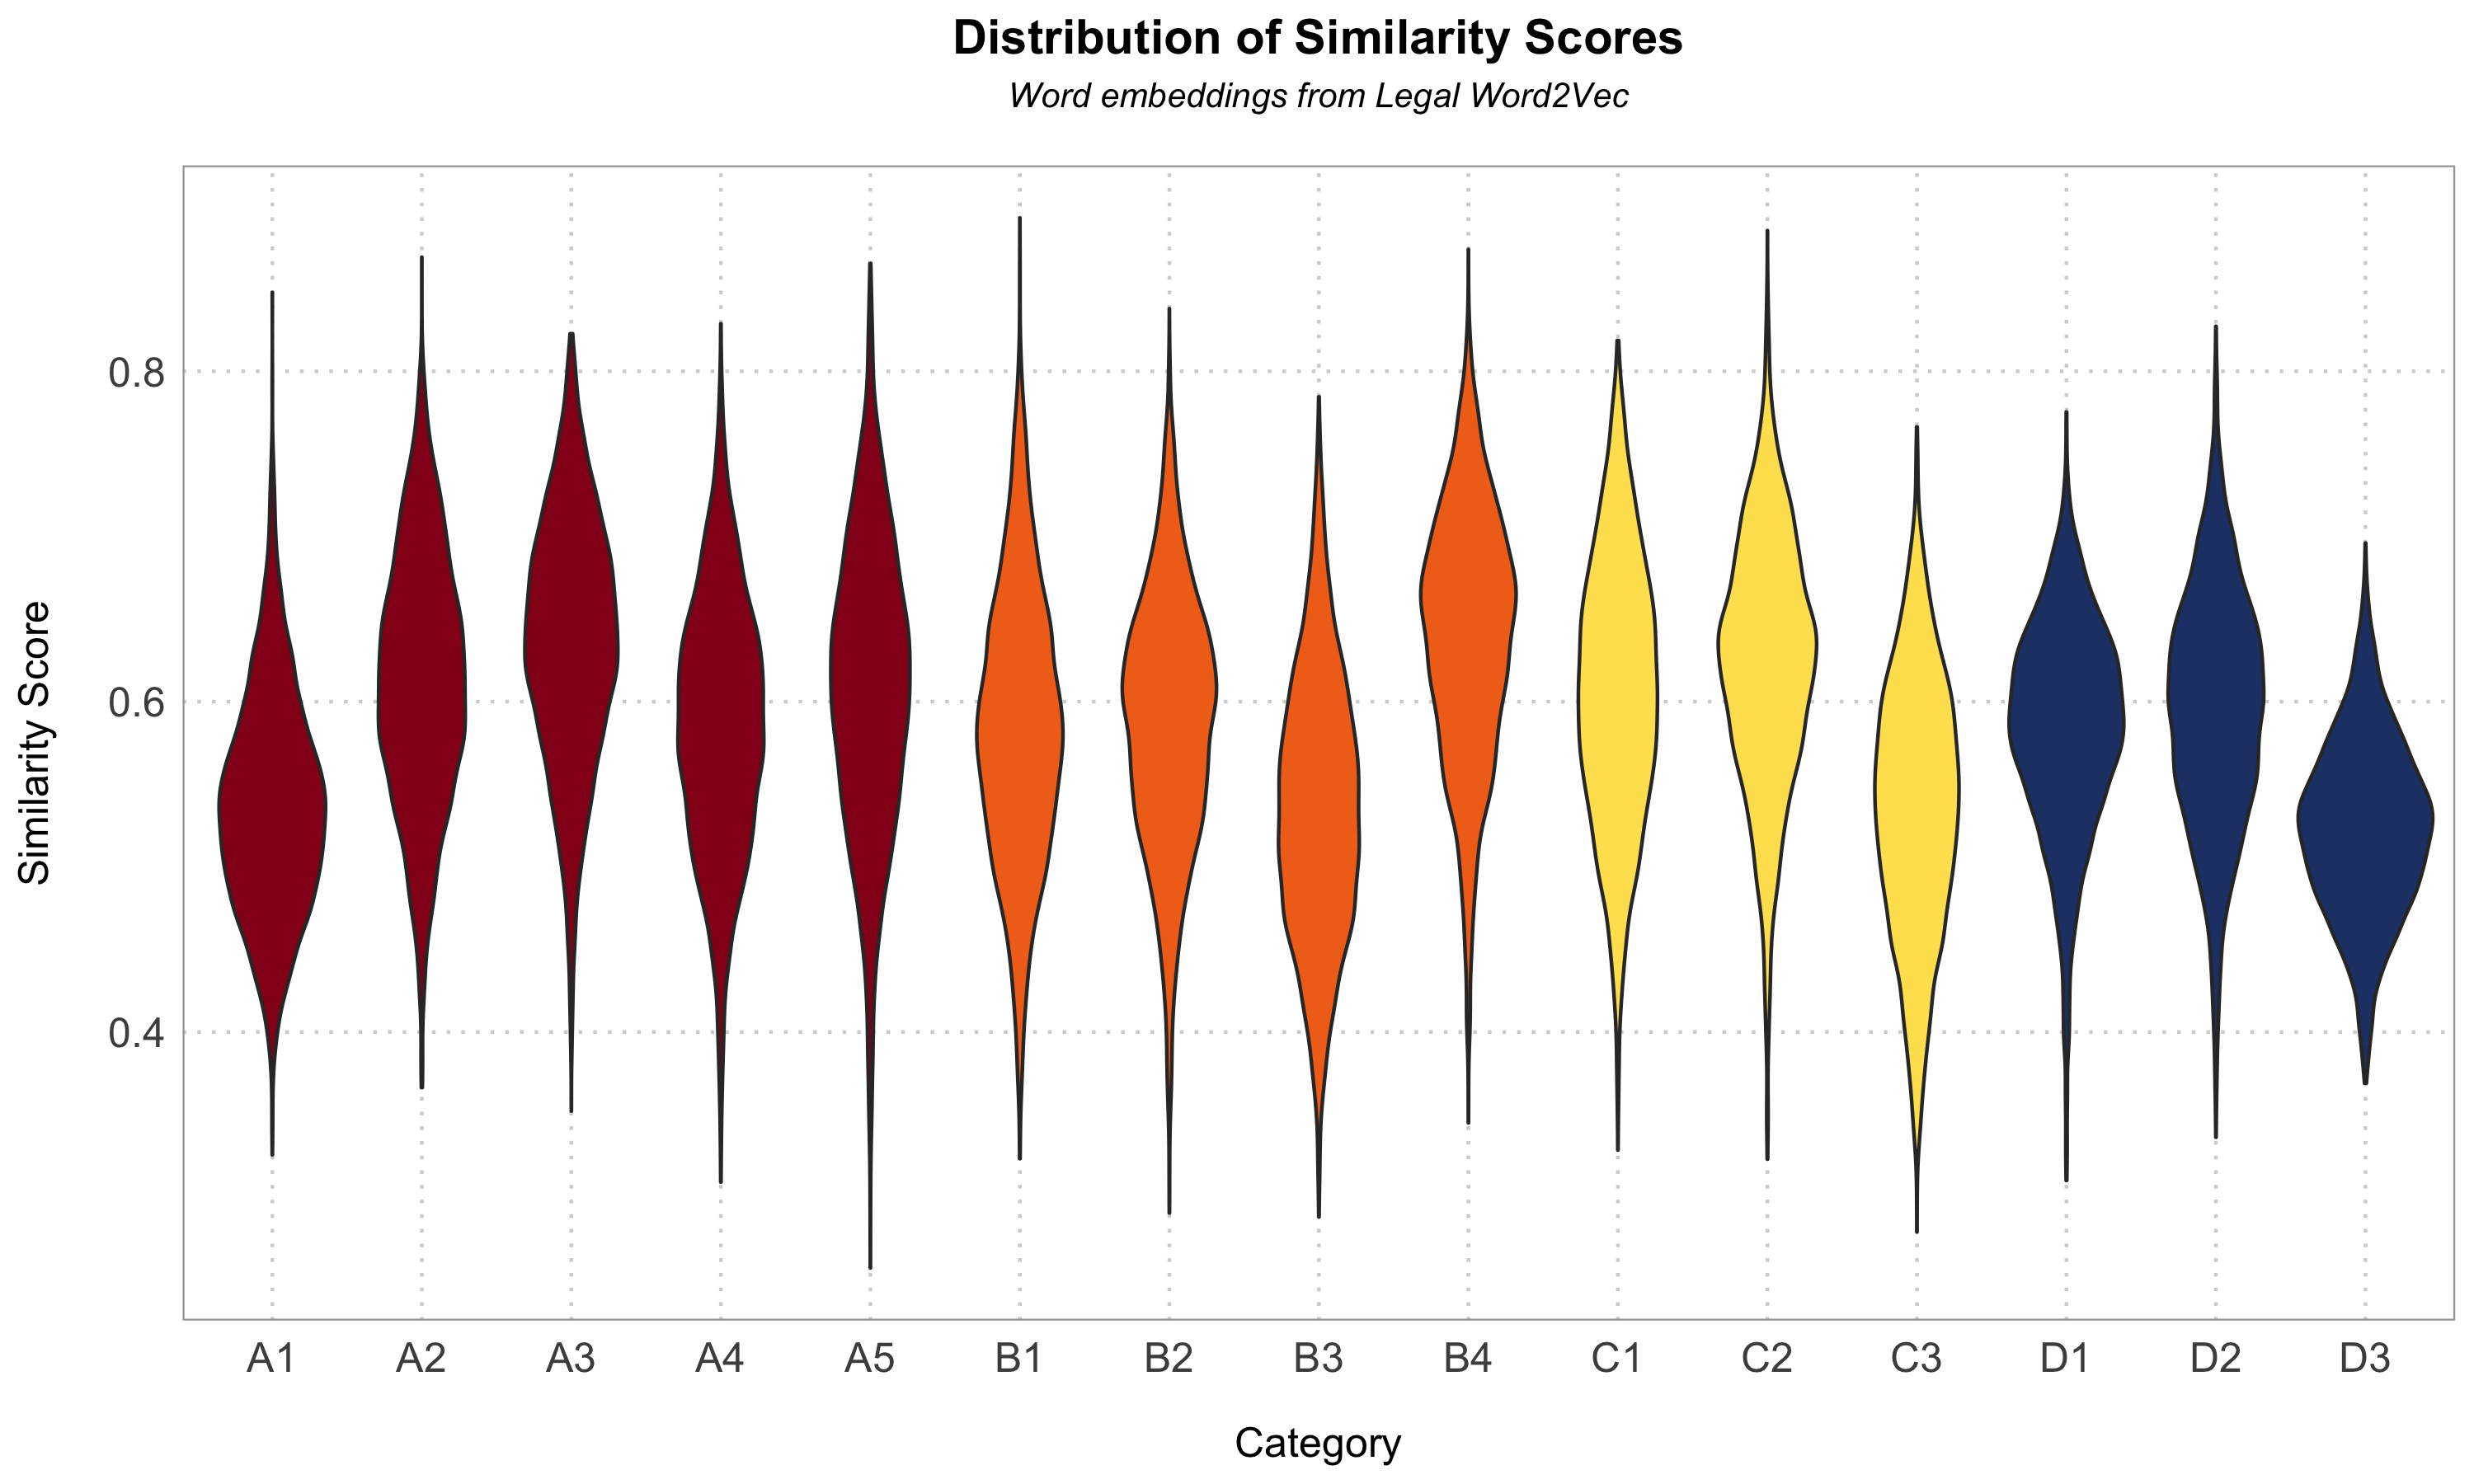 Distribution of Similarity Scores
Word embeddings from Legal Word2Vec
Similarity Score
0.8
0.6
0.4
A1 A2 A3 A4 A5 B1 B2 B3 B4 C1 C2 C3 D1 D2 D3
Category